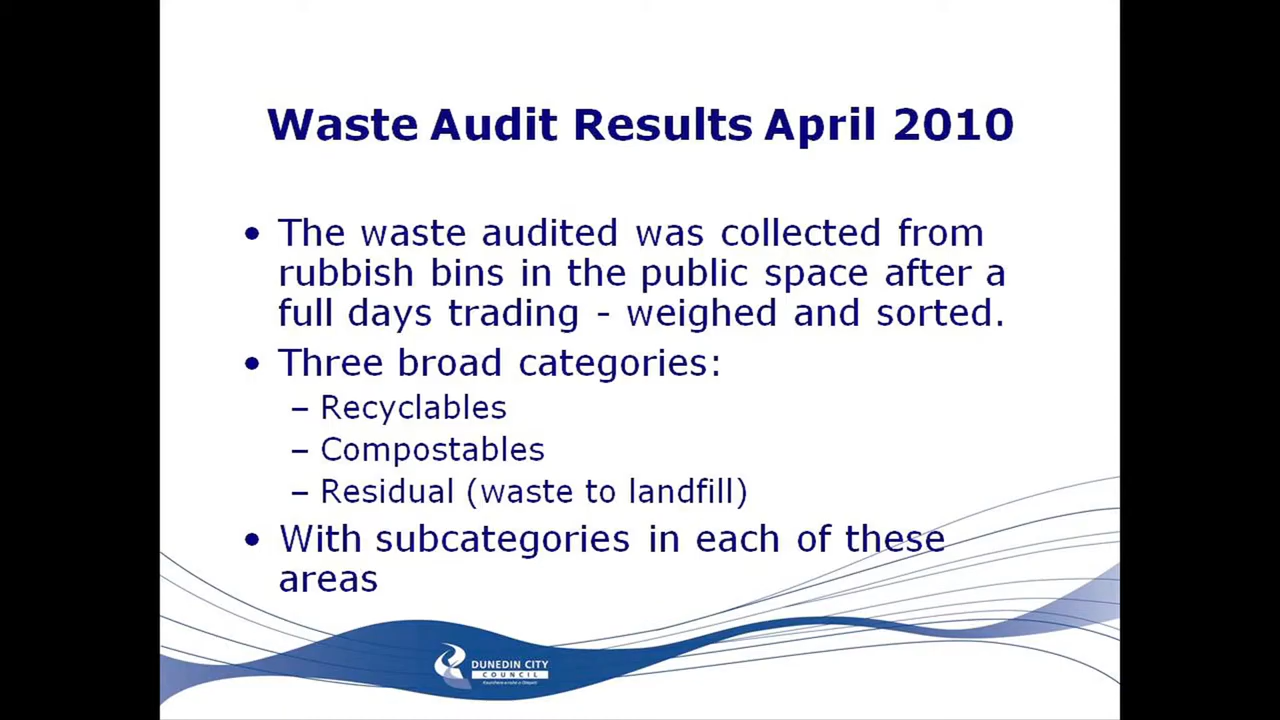 Waste Audit Results April 2010
• The waste audited was collected from
rubbish bins in the public space after a
full days trading - weighed and sorted.
• Three broad categories:
– Recyclables
– Compostables
– Residual (waste to landfill)
• With subcategories in each of these
areas
DUNEDIN CITY
COUNCIL